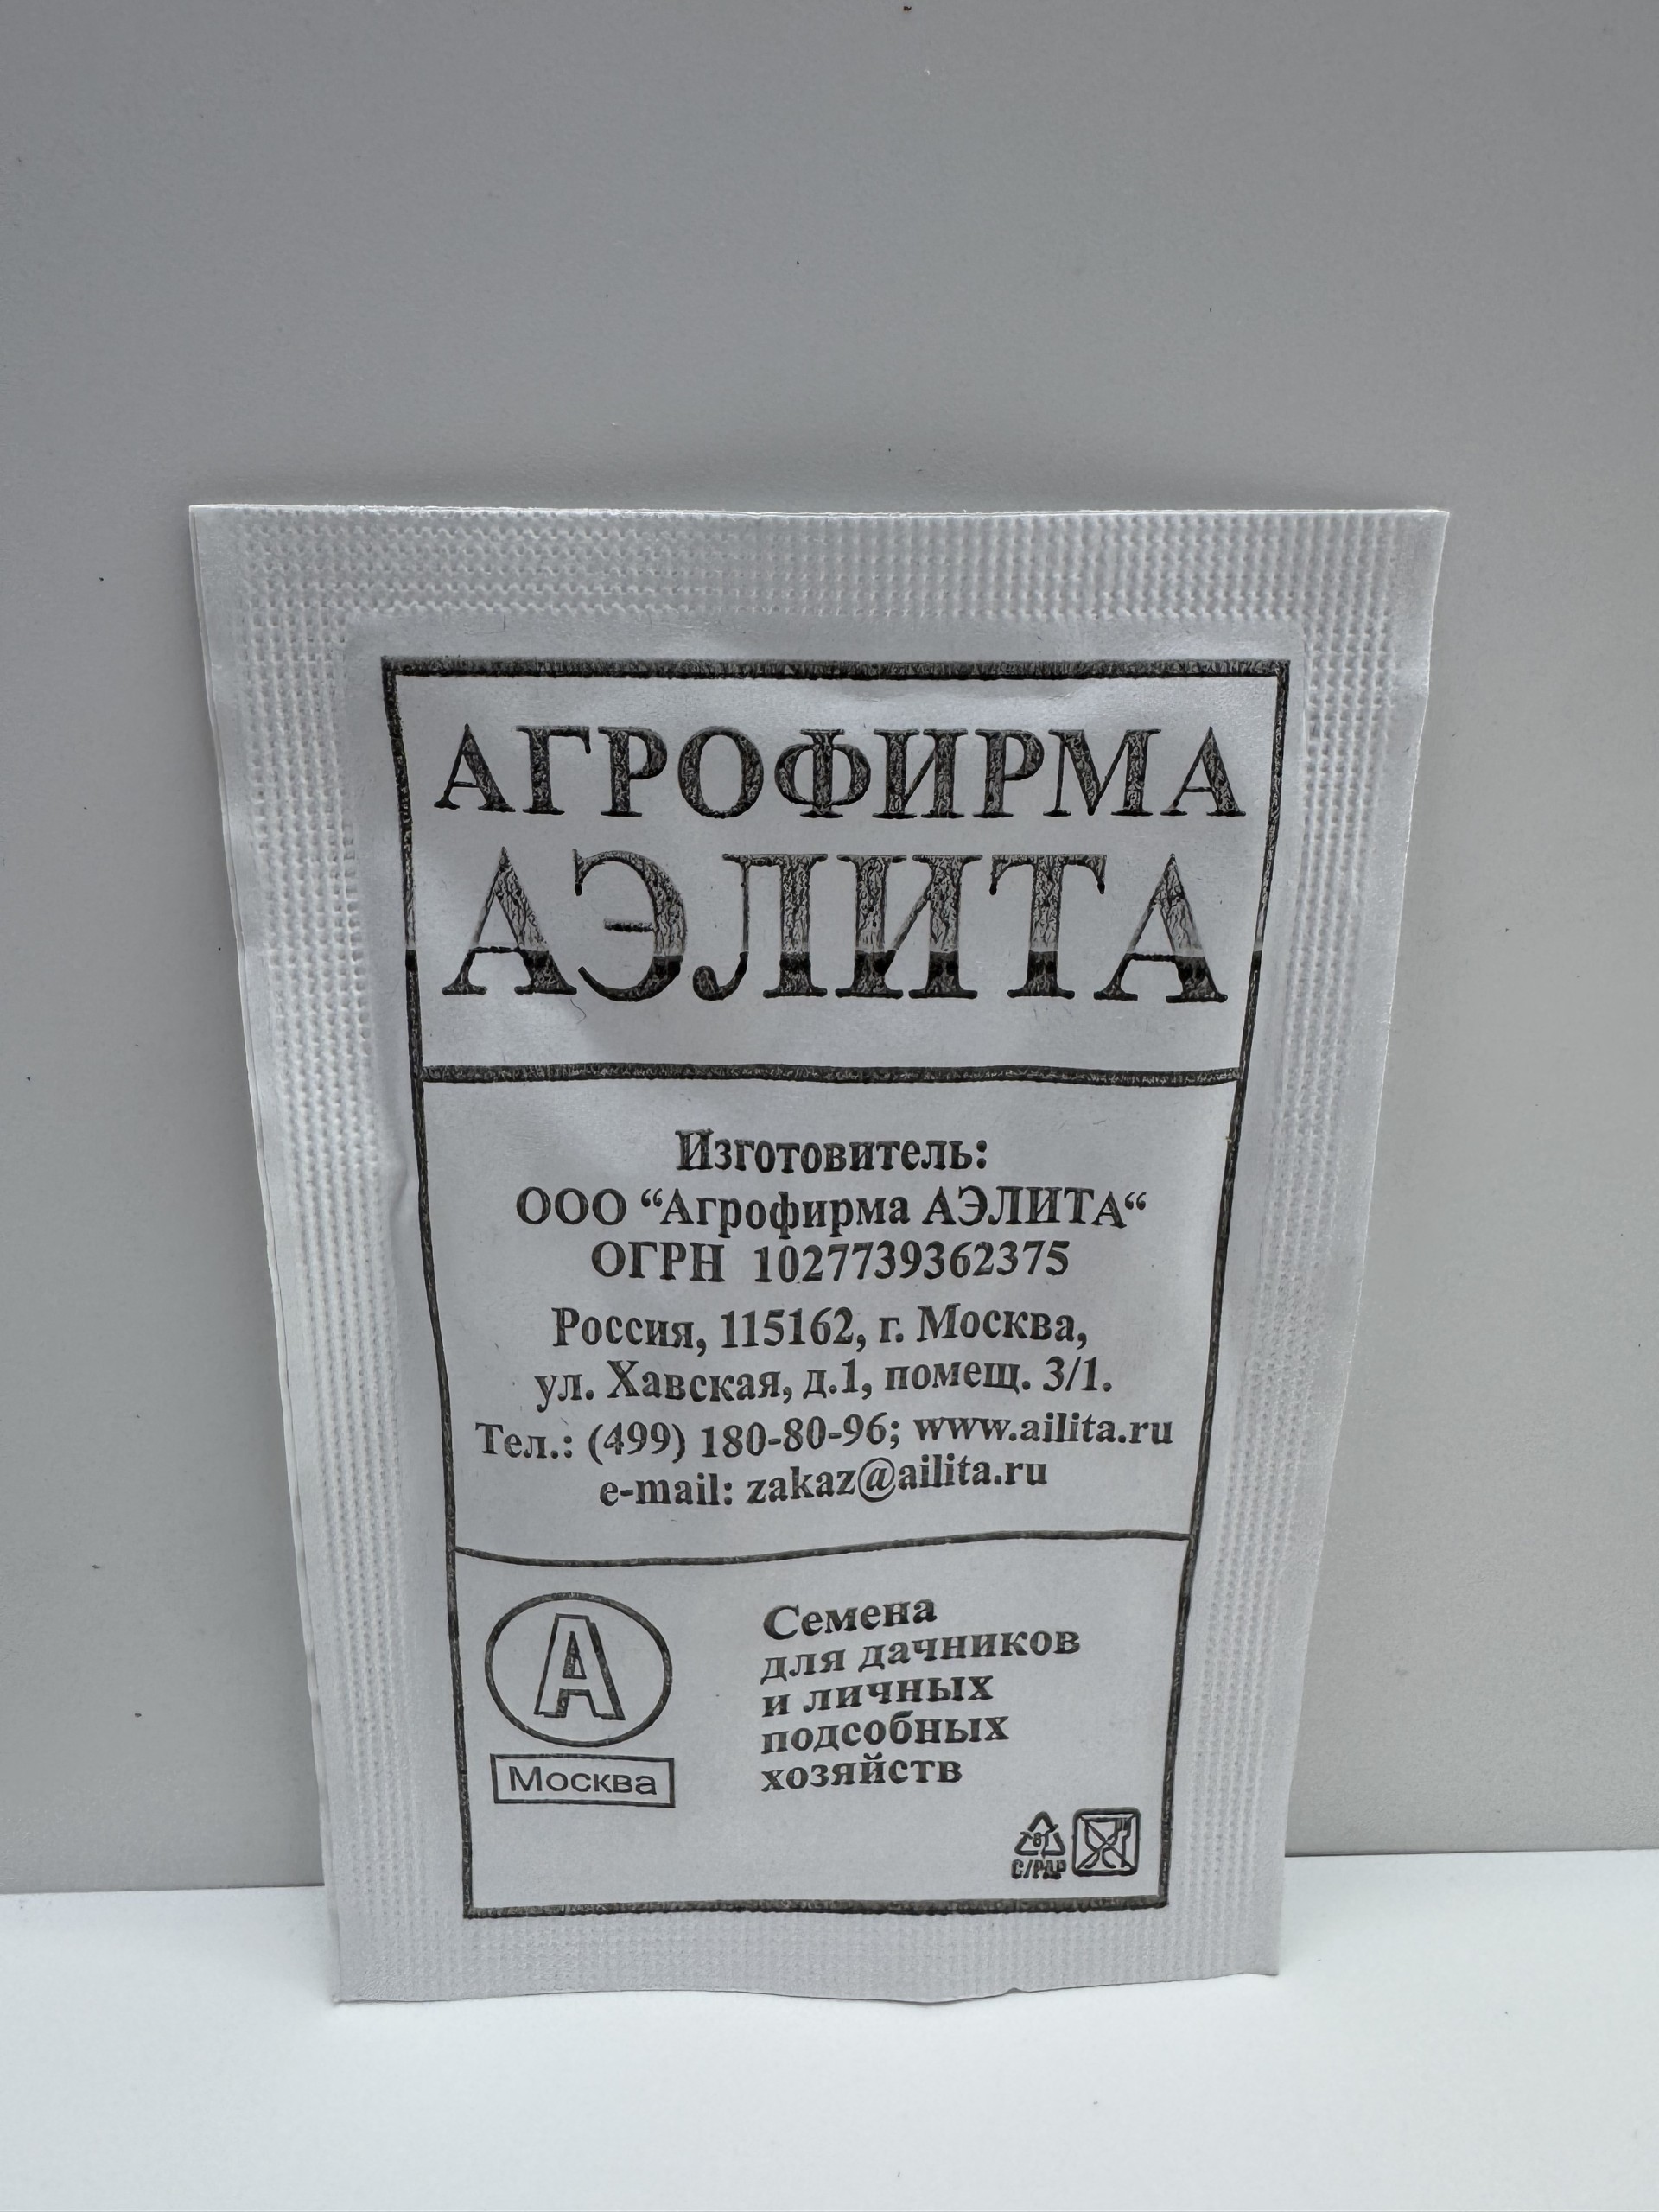 АГРОФИРМА
АЭЛИТА
Изготовитель:
ООО “Агрофирма АЭЛИТА“
ОГРН 1027739362375
Россия, 115162, г. Москва,
ул. Хавская, д.1, помещ. 3/1.
Тел.: (499) 180-80-96; www.ailita.ru
e-mail: zakaz@ailita.ru
А
Москва
Семена
для дачников
и личных
подсобных
хозяйств
81
C/PAP